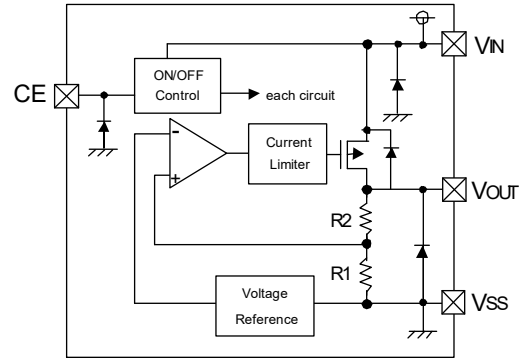 VIN
CE
ON/OFF
Control
each circuit
-
+
Current
Limiter
VOUT
R2
R1
Voltage
Reference
VSS